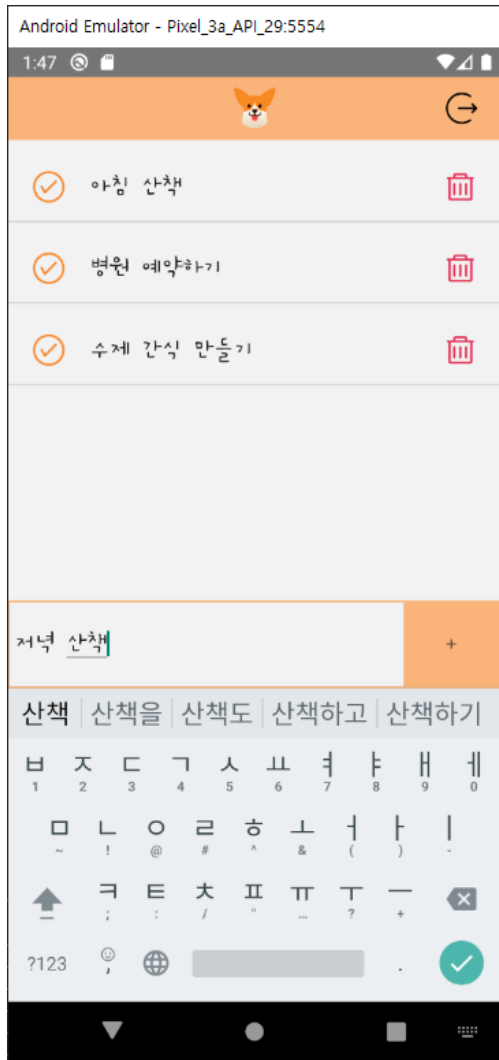 Android Emulator - Pixel_3a_API_29:5554
1:47
아침 산책
병원 예약하기
수제 간식 만들기
저녁 산책 +
산책 산책을 산책도 산책하고 산책하기
ㅂ ㅈ ㄷ ㄱ ㅅ ㅛ ㅕ ㅑ ㅐ ㅔ
1 2 3 4 5 6 7 8 9 0
ㅁ ㄴ ㅇ ㄹ ㅎ ㅗ ㅓ ㅏ ㅣ
~ ! @ # ^ & ( ) -
ㅋ ㅌ ㅊ ㅍ ㅠ ㅜ ㅡ
; : / " ... ? +
?123 , .